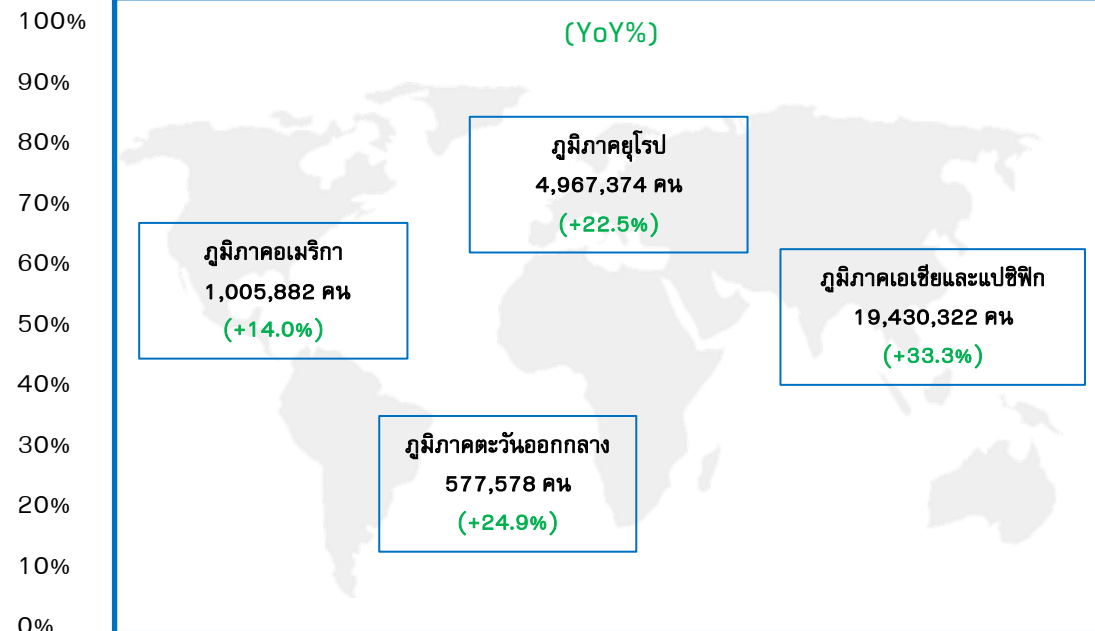 100%
90%
80%
70%
60%
50%
40%
30%
20%
10%
0%
(YoY%)
ภูมิภาคยุโรป
4,967,374 คน
(+22.5%)
ภูมิภาคอเมริกา
1,005,882 คน
(+14.0%)
ภูมิภาคเอเชียและแปซิฟิก
19,430,322 คน
(+33.3%)
ภูมิภาคตะวันออกกลาง
577,578 คน
(+24.9%)